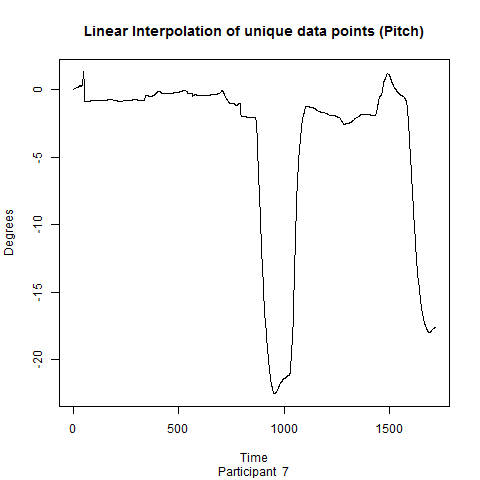 Linear Interpolation of unique data points (Pitch)
Degrees
0
-5
-10
-15
-20
0 500 1000 1500
Time
Participant 7